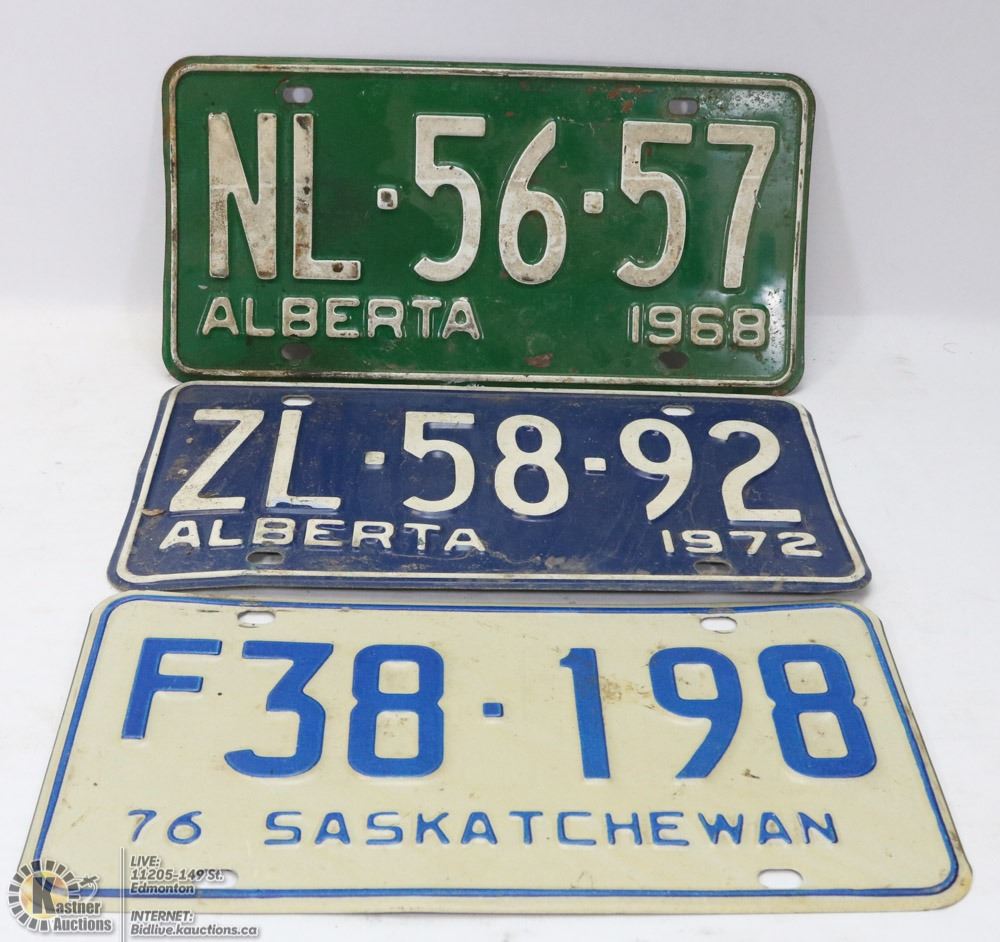 NL·56·57
ALBERTA 1968
ZL·58·92
ALBERTA 1972
F38·198
76 SASKATCHEWAN
Kastner
Auctions
LIVE:
11205-149 St.
Edmonton
INTERNET:
Bidlive.kastnerauctions.ca